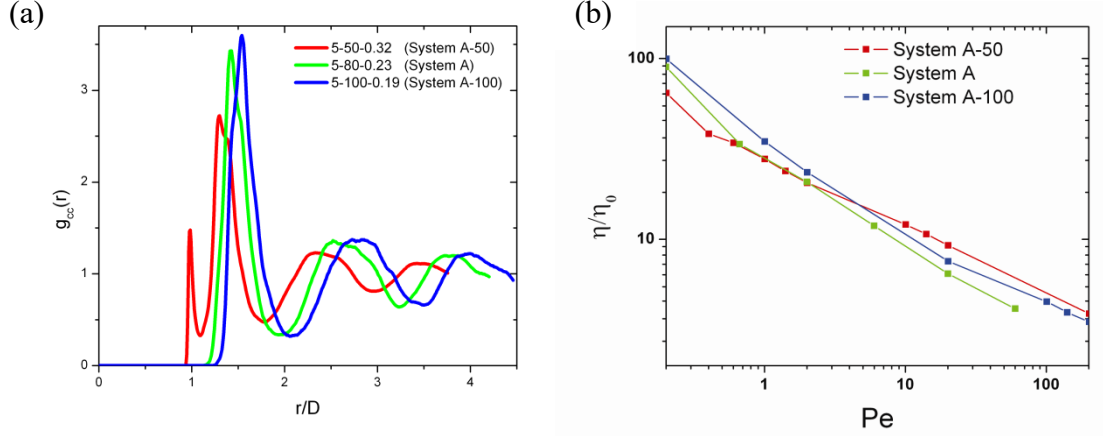 (a)
(b)
5-50-0.32 (System A-50)
5-80-0.23 (System A)
5-100-0.19 (System A-100)
g_cc(r)
3
2
1
0
0
1
2
3
4
r/D
System A-50
System A
System A-100
η/η₀
100
10
1
10
100
Pe